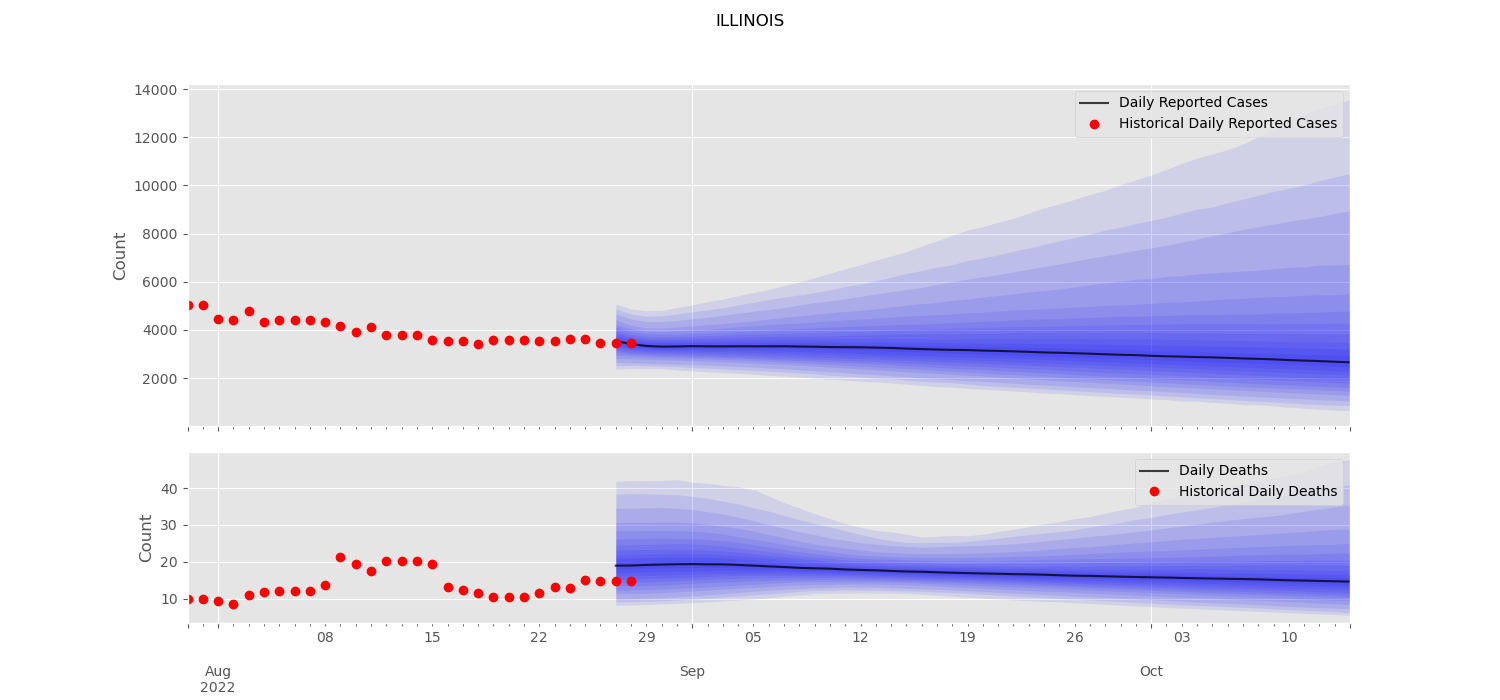 ILLINOIS
14000
12000
10000
8000
6000
4000
2000
Count
Daily Reported Cases
Historical Daily Reported Cases
40
30
20
10
Count
Daily Deaths
Historical Daily Deaths
08 15 22 29 05 12 19 26 03 10
Aug Sep Oct
2022